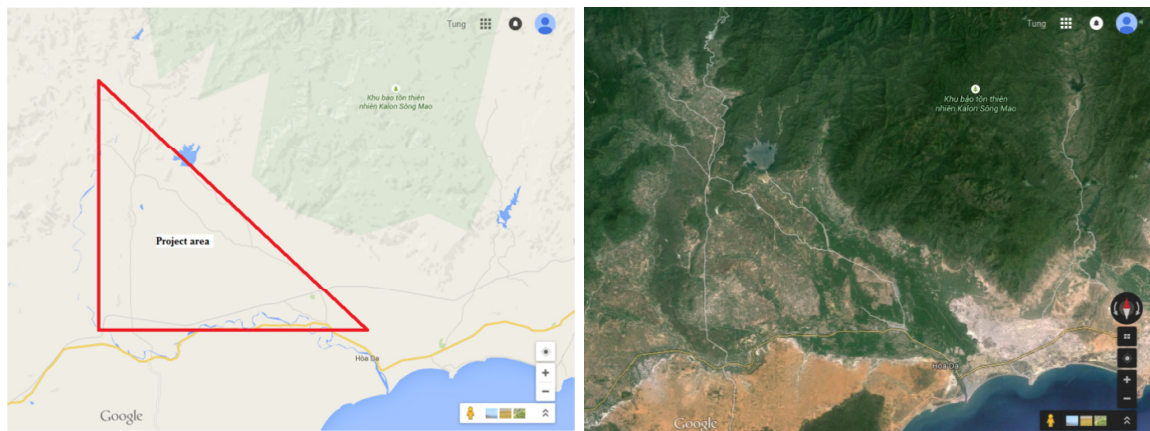 Tung
Khu bảo tồn thiên
nhiên Kalon Sông Mao
Project area
Hòa Đa
Google
Tung
Khu bảo tồn thiên
nhiên Kalon Sông Mao
Hòa Đa
Google